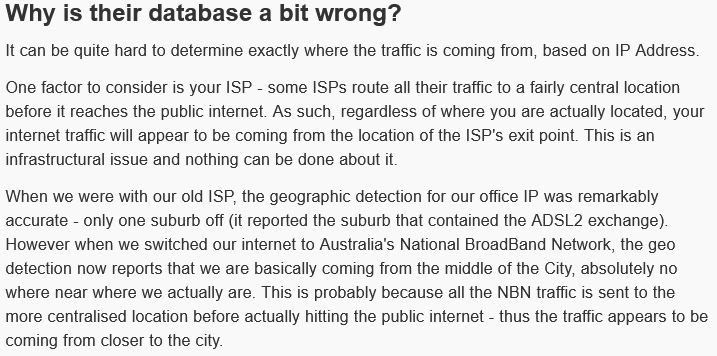 Why is their database a bit wrong?
It can be quite hard to determine exactly where the traffic is coming from, based on IP Address.
One factor to consider is your ISP - some ISPs route all their traffic to a fairly central location
before it reaches the public internet. As such, regardless of where you are actually located, your
internet traffic will appear to be coming from the location of the ISP's exit point. This is an
infrastructural issue and nothing can be done about it.
When we were with our old ISP, the geographic detection for our office IP was remarkably
accurate - only one suburb off (it reported the suburb that contained the ADSL2 exchange).
However when we switched our internet to Australia's National BroadBand Network, the geo
detection now reports that we are basically coming from the middle of the City, absolutely no
where near where we actually are. This is probably because all the NBN traffic is sent to the
more centralised location before actually hitting the public internet - thus the traffic appears to be
coming from closer to the city.